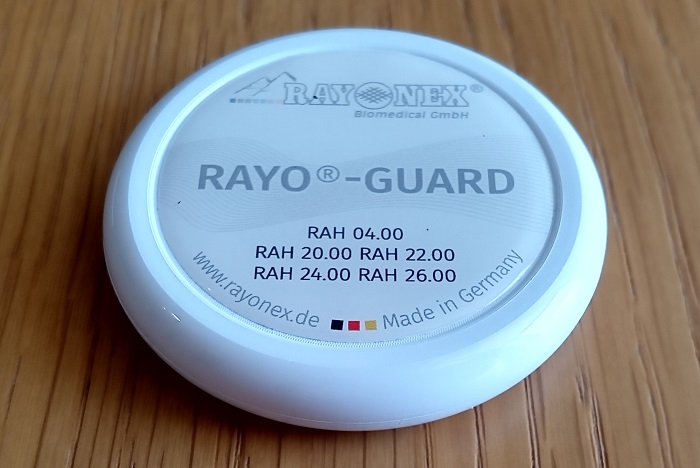 RAYONEX®
Biomedical GmbH
RAYO®-GUARD
RAH 04.00
RAH 20.00 RAH 22.00
RAH 24.00 RAH 26.00
www.rayonex.de Made in Germany